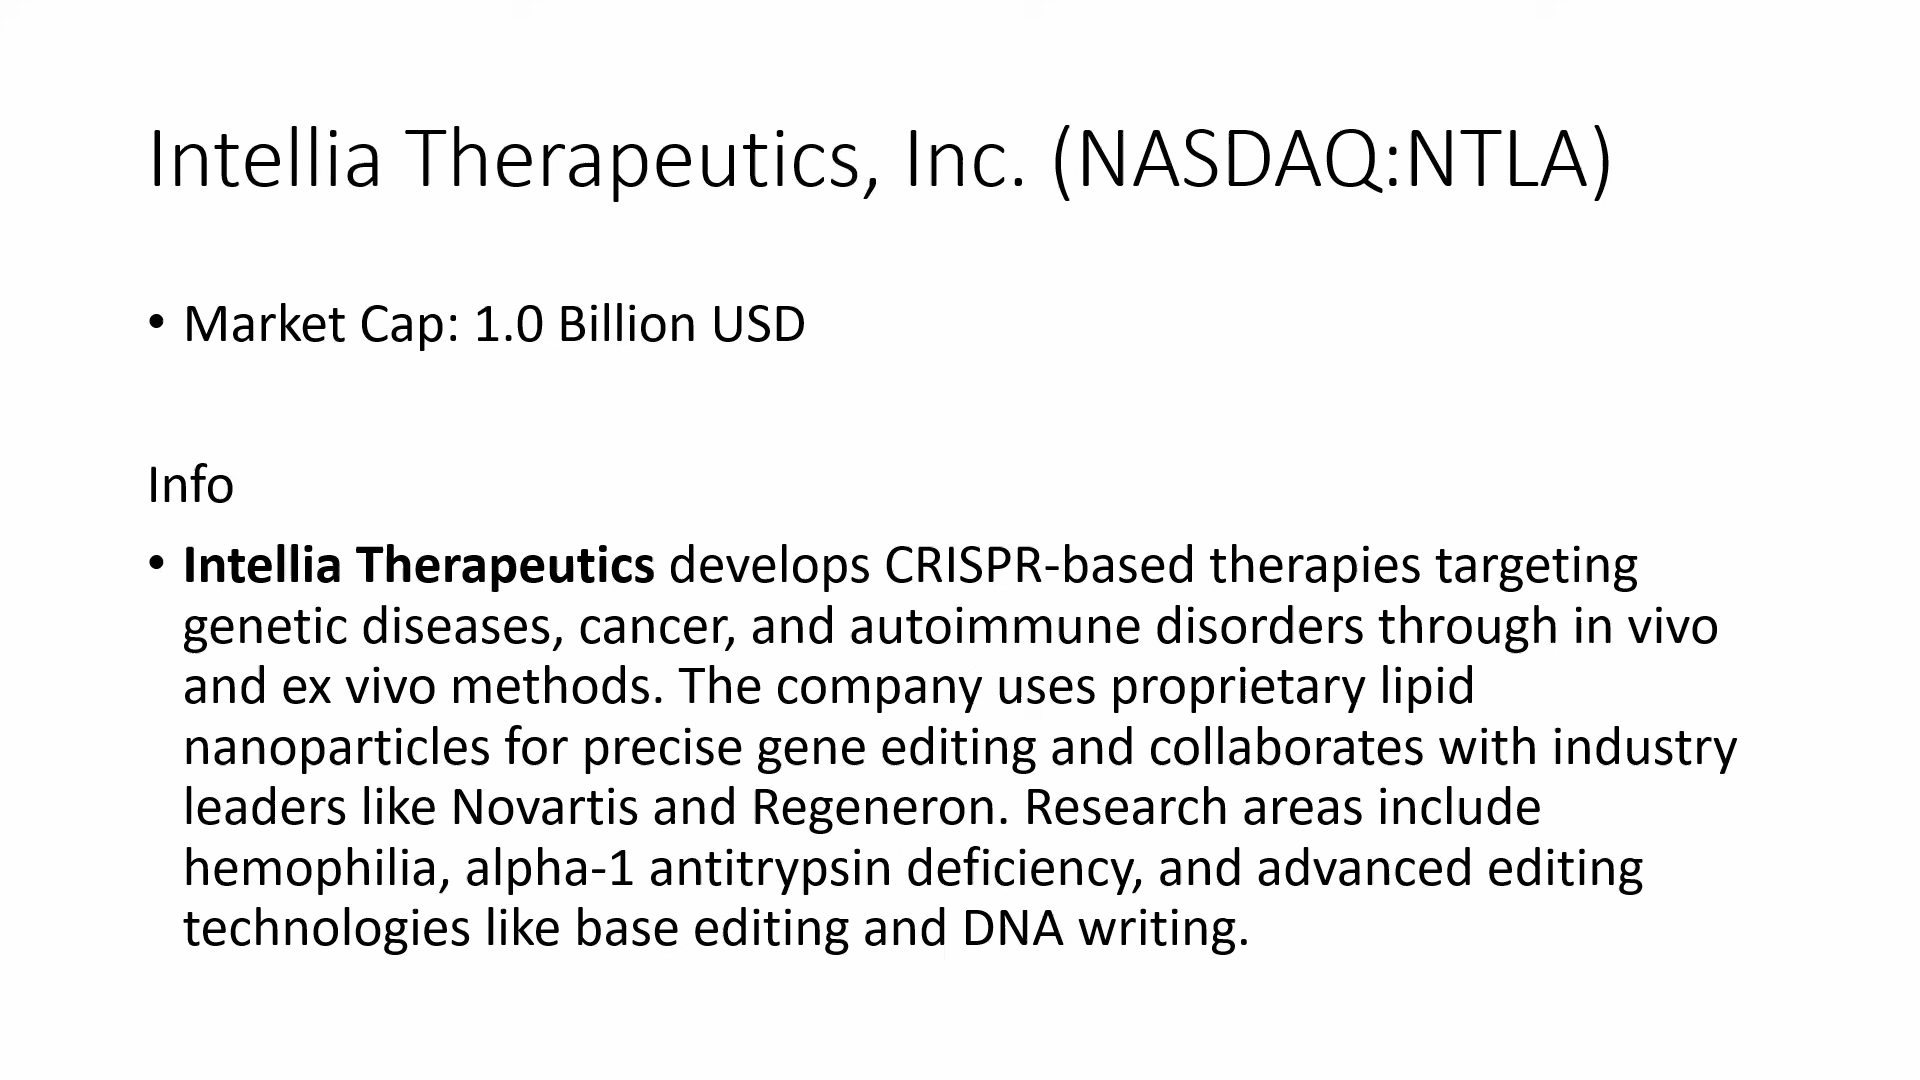 Intellia Therapeutics, Inc. (NASDAQ:NTLA)
• Market Cap: 1.0 Billion USD
Info
• Intellia Therapeutics develops CRISPR-based therapies targeting
genetic diseases, cancer, and autoimmune disorders through in vivo
and ex vivo methods. The company uses proprietary lipid
nanoparticles for precise gene editing and collaborates with industry
leaders like Novartis and Regeneron. Research areas include
hemophilia, alpha-1 antitrypsin deficiency, and advanced editing
technologies like base editing and DNA writing.